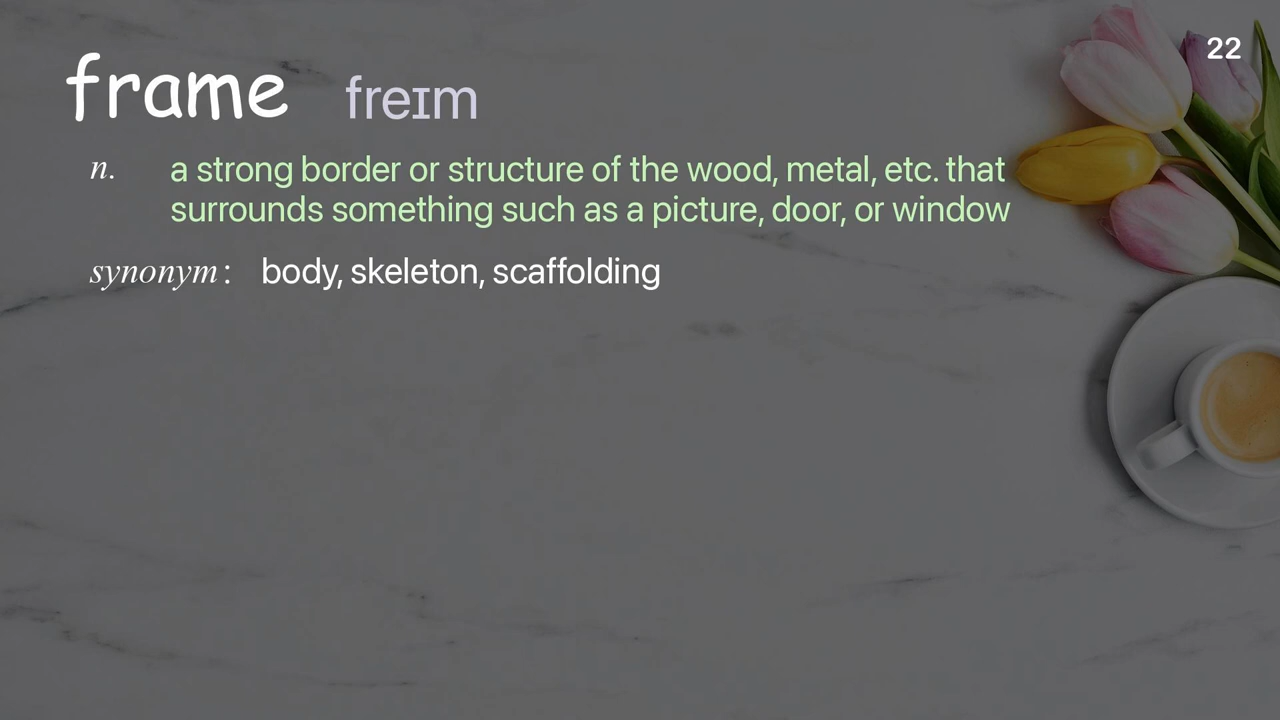 22
frame freɪm
n. a strong border or structure of the wood, metal, etc. that
surrounds something such as a picture, door, or window
synonym: body, skeleton, scaffolding